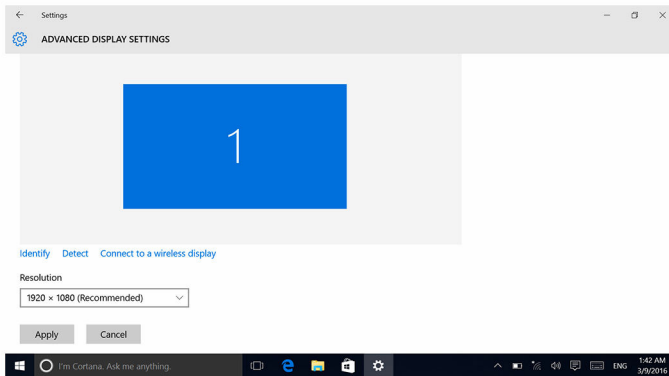 Settings
ADVANCED DISPLAY SETTINGS
1
Identify Detect Connect to a wireless display
Resolution
1920 × 1080 (Recommended)
Apply Cancel
I'm Cortana. Ask me anything.
ENG
1:42 AM
3/9/2016